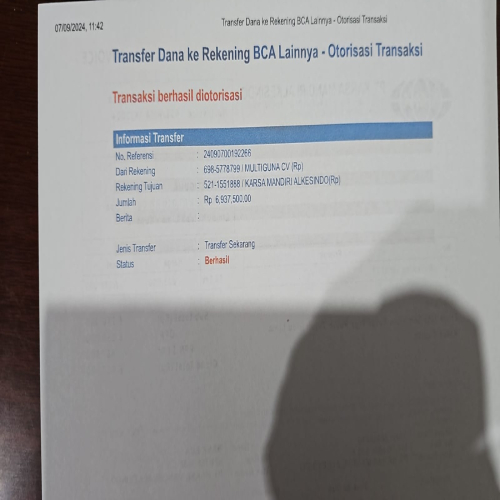 07/09/2024, 11:42
Transfer Dana ke Rekening BCA Lainnya - Otorisasi Transaksi
Transfer Dana ke Rekening BCA Lainnya - Otorisasi Transaksi
Transaksi berhasil diotorisasi
Informasi Transfer
No. Referensi : 24090700192266
Dari Rekening : 698-5778799 / MULTIGUNA CV (Rp)
Rekening Tujuan : 521-1551888 / KARSA MANDIRI ALKESINDO(Rp)
Jumlah : Rp. 6,937,500.00
Berita :
Jenis Transfer : Transfer Sekarang
Status : Berhasil